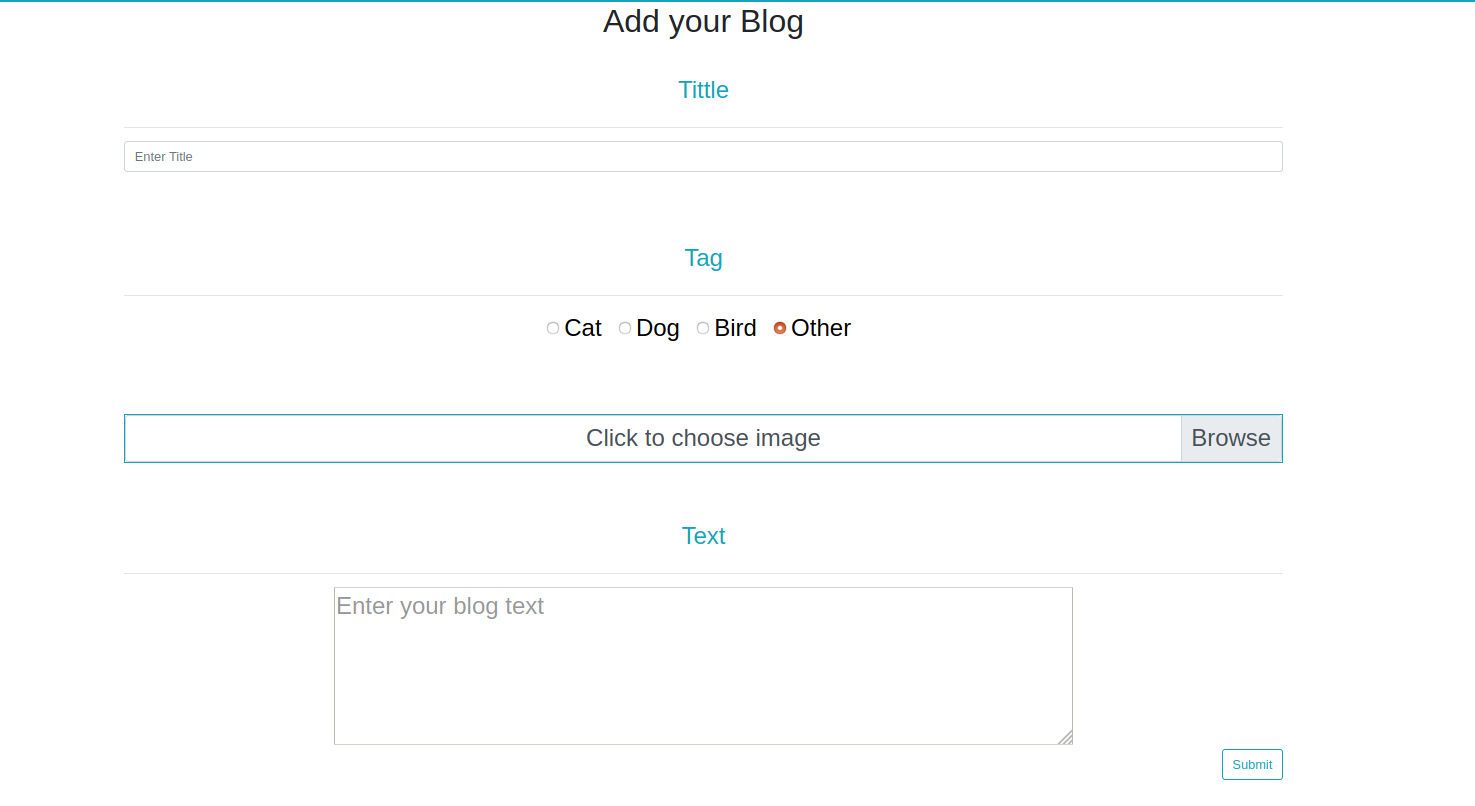 Add your Blog
Tittle
Enter Title
Tag
Cat Dog Bird Other
Click to choose image Browse
Text
Enter your blog text
Submit